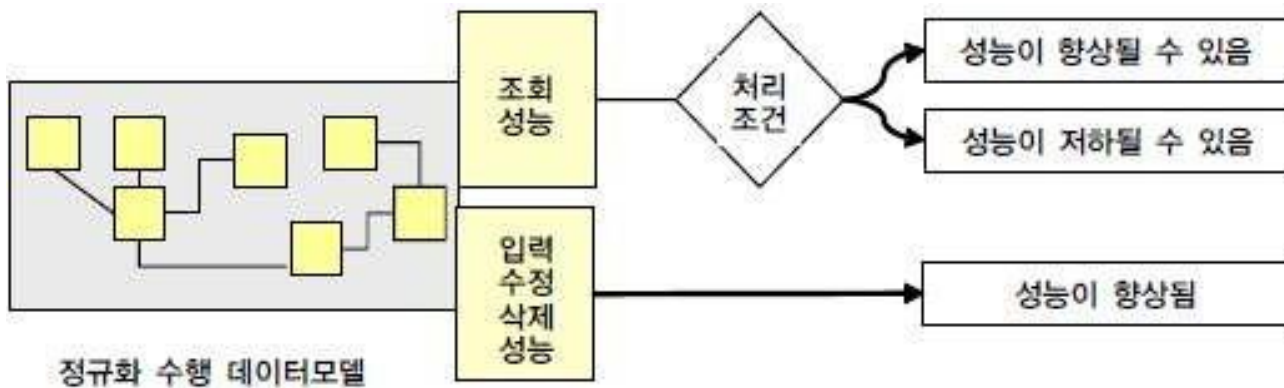 조회
성능
처리
조건
성능이 향상될 수 있음
성능이 저하될 수 있음
입력
수정
삭제
성능
성능이 향상됨
정규화 수행 데이터모델